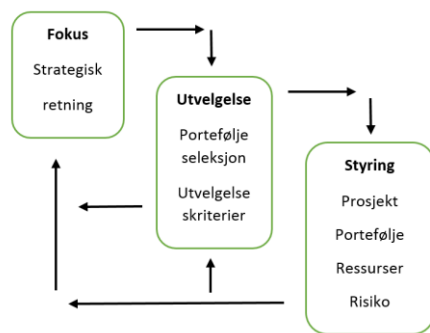 Fokus
Strategisk
retning
Utvelgelse
Portefølje
seleksjon
Utvelgelse
skriterier
Styring
Prosjekt
Portefølje
Ressurser
Risiko